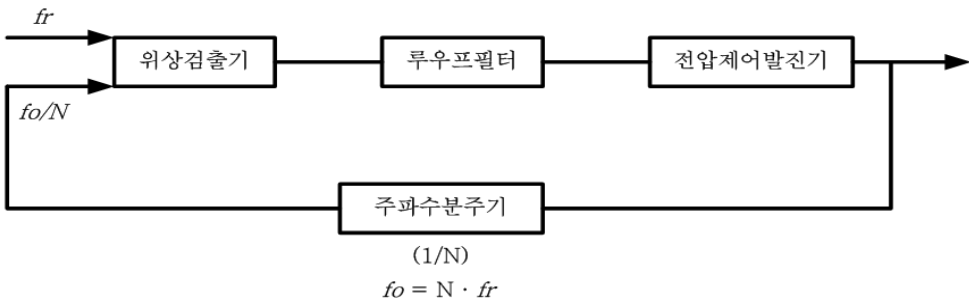 fr
위상검출기
루우프필터
전압제어발진기
fo/N
주파수분주기
(1/N)
fo = N · fr